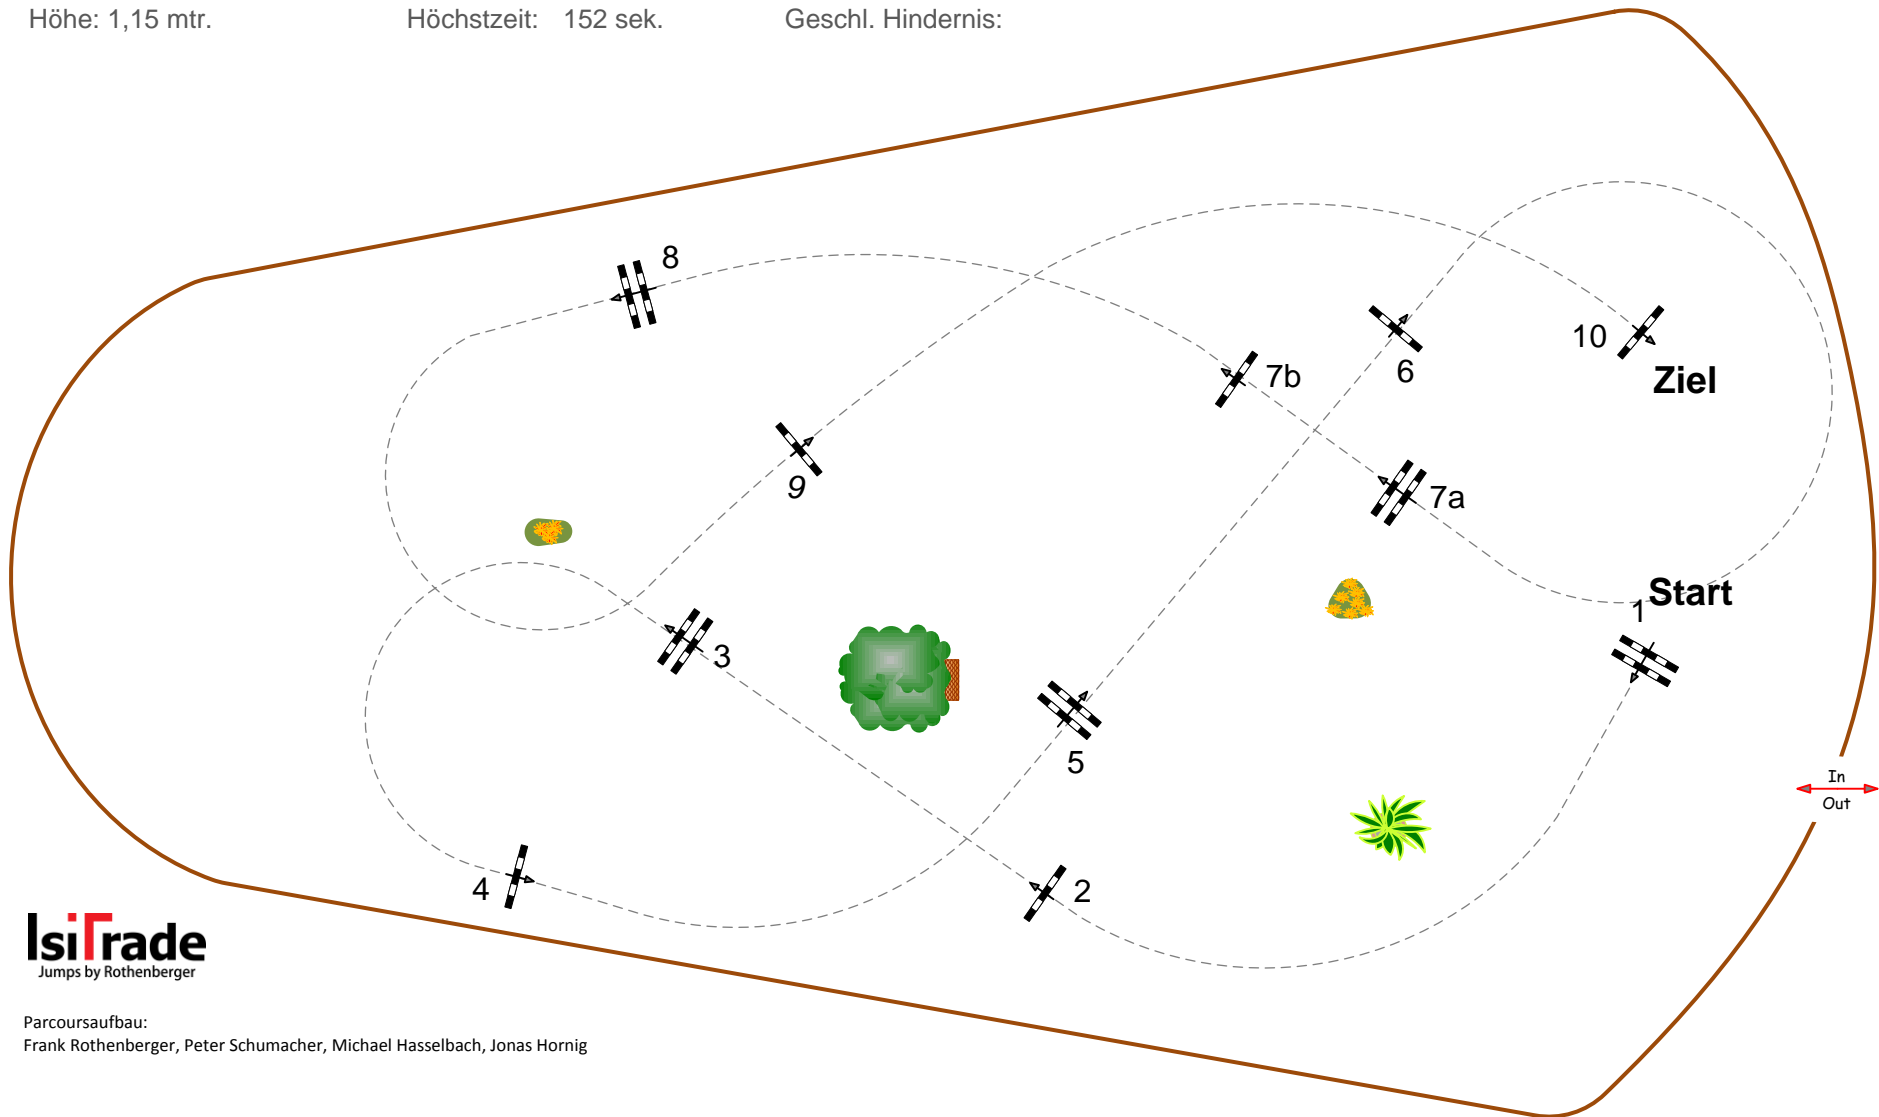 Höhe: 1,15 mtr. Höchstzeit: 152 sek. Geschl. Hindernis:
8
6
10
7b
Ziel
9
7a
Start
1
3
5
In
Out
4
2
IsiTrade
Jumps by Rothenberger
Parcoursaufbau:
Frank Rothenberger, Peter Schumacher, Michael Hasselbach, Jonas Hornig